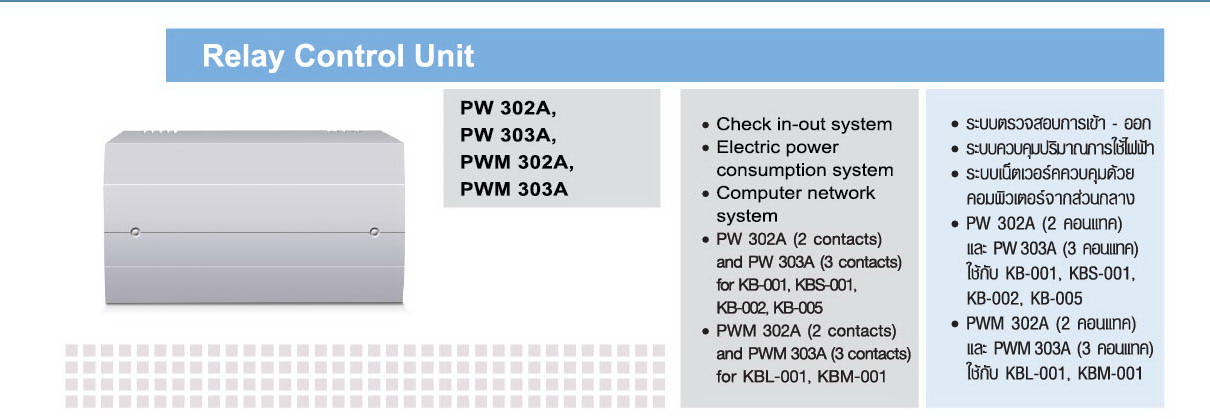 Relay Control Unit
PW 302A,
PW 303A,
PWM 302A,
PWM 303A
• Check in-out system
• Electric power
consumption system
• Computer network
system
• PW 302A (2 contacts)
and PW 303A (3 contacts)
for KB-001, KBS-001,
KB-002, KB-005
• PWM 302A (2 contacts)
and PWM 303A (3 contacts)
for KBL-001, KBM-001
• ระบบตรวจสอบการเข้า - ออก
• ระบบควบคุมปริมาณการใช้ไฟฟ้า
• ระบบเน็ตเวอร์คควบคุมด้วย
คอมพิวเตอร์จากส่วนกลาง
• PW 302A (2 คอนแทค)
และ PW 303A (3 คอนแทค)
ใช้กับ KB-001, KBS-001,
KB-002, KB-005
• PWM 302A (2 คอนแทค)
และ PWM 303A (3 คอนแทค)
ใช้กับ KBL-001, KBM-001